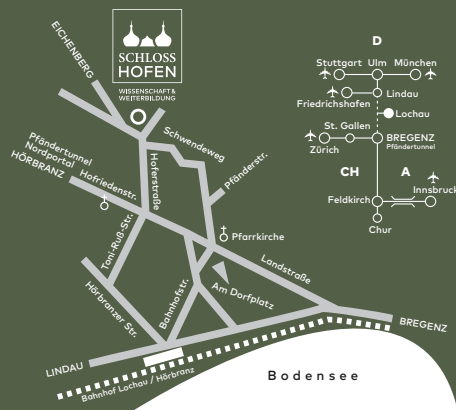 EICHENBERG
SCHLOSS
HOFEN
WISSENSCHAFT &
WEITERBILDUNG
Schwendeweg
Pfändertunnel
Nordportal
HÖRBRANZ
Hofriedenstr.
Hoferstraße
Pfänderstr.
Toni-Ruß-Str.
Pfarrkirche
Landstraße
Am Dorfplatz
Hörbranzer Str.
Bahnhofstr.
LINDAU
Bahnhof Lochau / Hörbranz
BREGENZ
Bodensee
D
Stuttgart Ulm München
Lindau
Friedrichshafen
Lochau
St. Gallen
BREGENZ
Pfändertunnel
Zürich
CH A
Innsbruck
Feldkirch
Chur